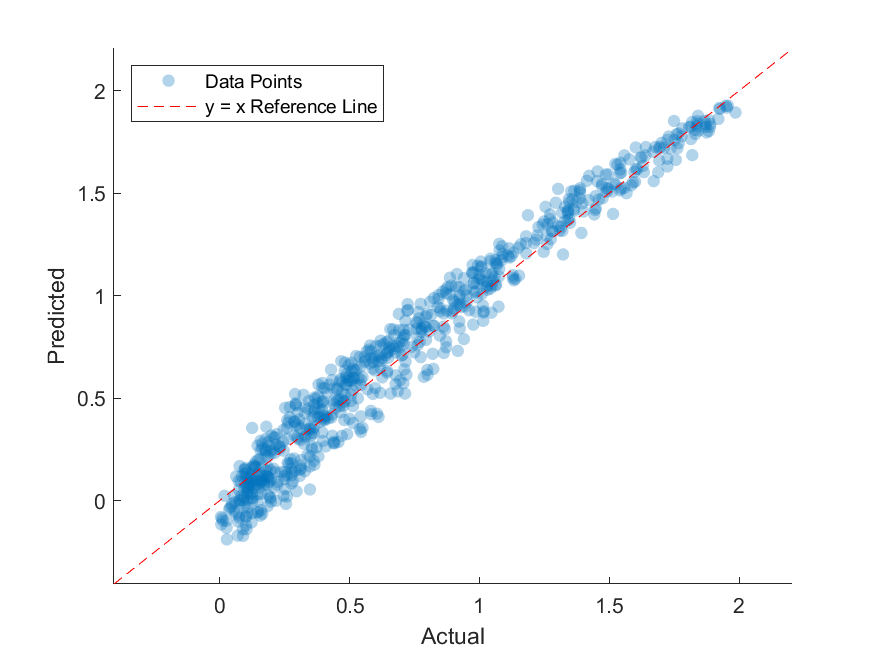 Data Points
y = x Reference Line
2
1.5
1
0.5
0
Predicted
0
0.5
1
1.5
2
Actual